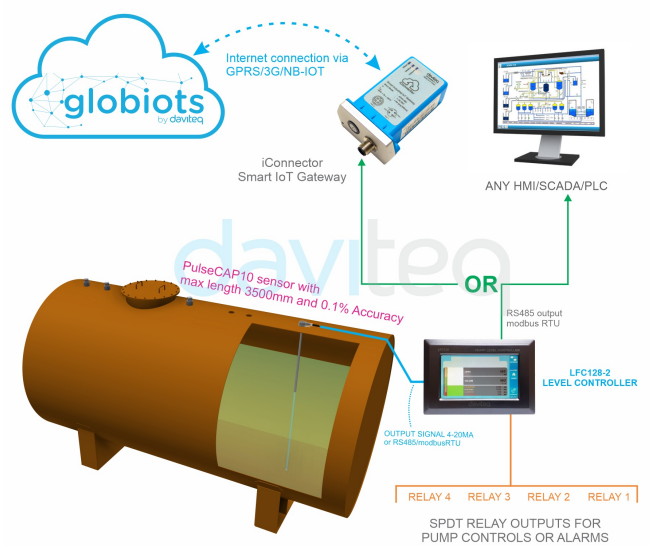 globiots
by daviteq
Internet connection via
GPRS/3G/NB-IOT
iConnector
Smart IoT Gateway
ANY HMI/SCADA/PLC
daviteq
PulseCAP10 sensor with
max length 3500mm and 0.1% Accuracy
OR
RS485 output
modbus RTU
LFC128-2
LEVEL CONTROLLER
OUTPUT SIGNAL 4-20MA
or RS485/modbusRTU
RELAY 4 RELAY 3 RELAY 2 RELAY 1
SPDT RELAY OUTPUTS FOR
PUMP CONTROLS OR ALARMS